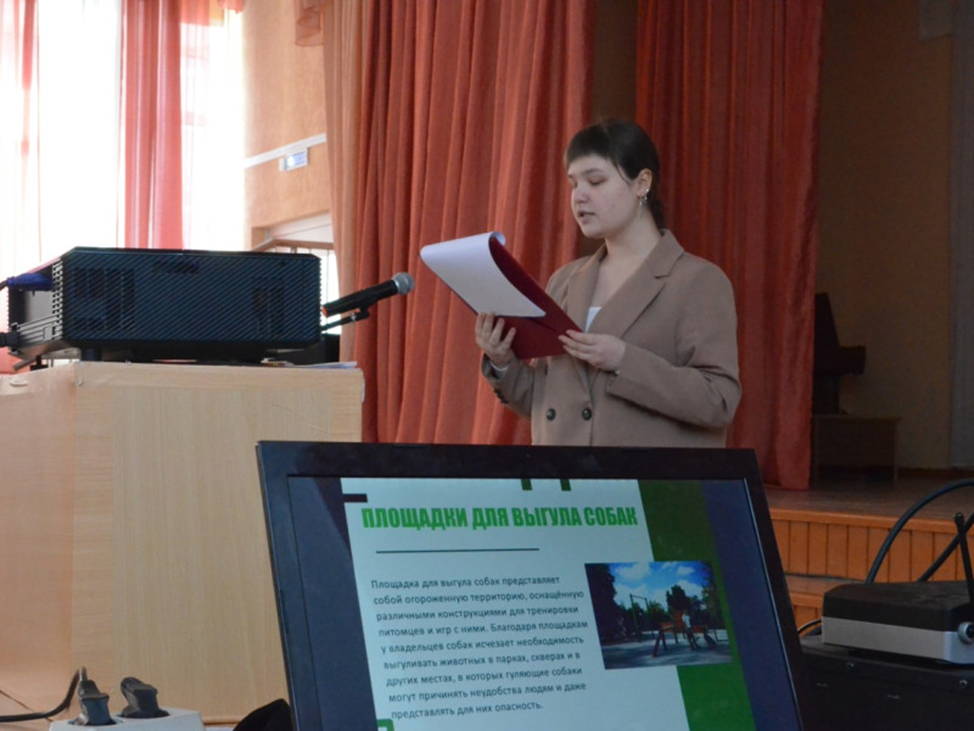 ПЛОЩАДКИ ДЛЯ ВЫГУЛА СОБАК
Площадка для выгула собак представляет
собой огороженную территорию, оснащённую
различными конструкциями для тренировки
питомцев и игр с ними. Благодаря площадкам
у владельцев собак исчезает необходимость
выгуливать животных в парках, скверах и в
других местах, в которых гуляющие собаки
могут причинять неудобства людям и даже
представлять для них опасность.